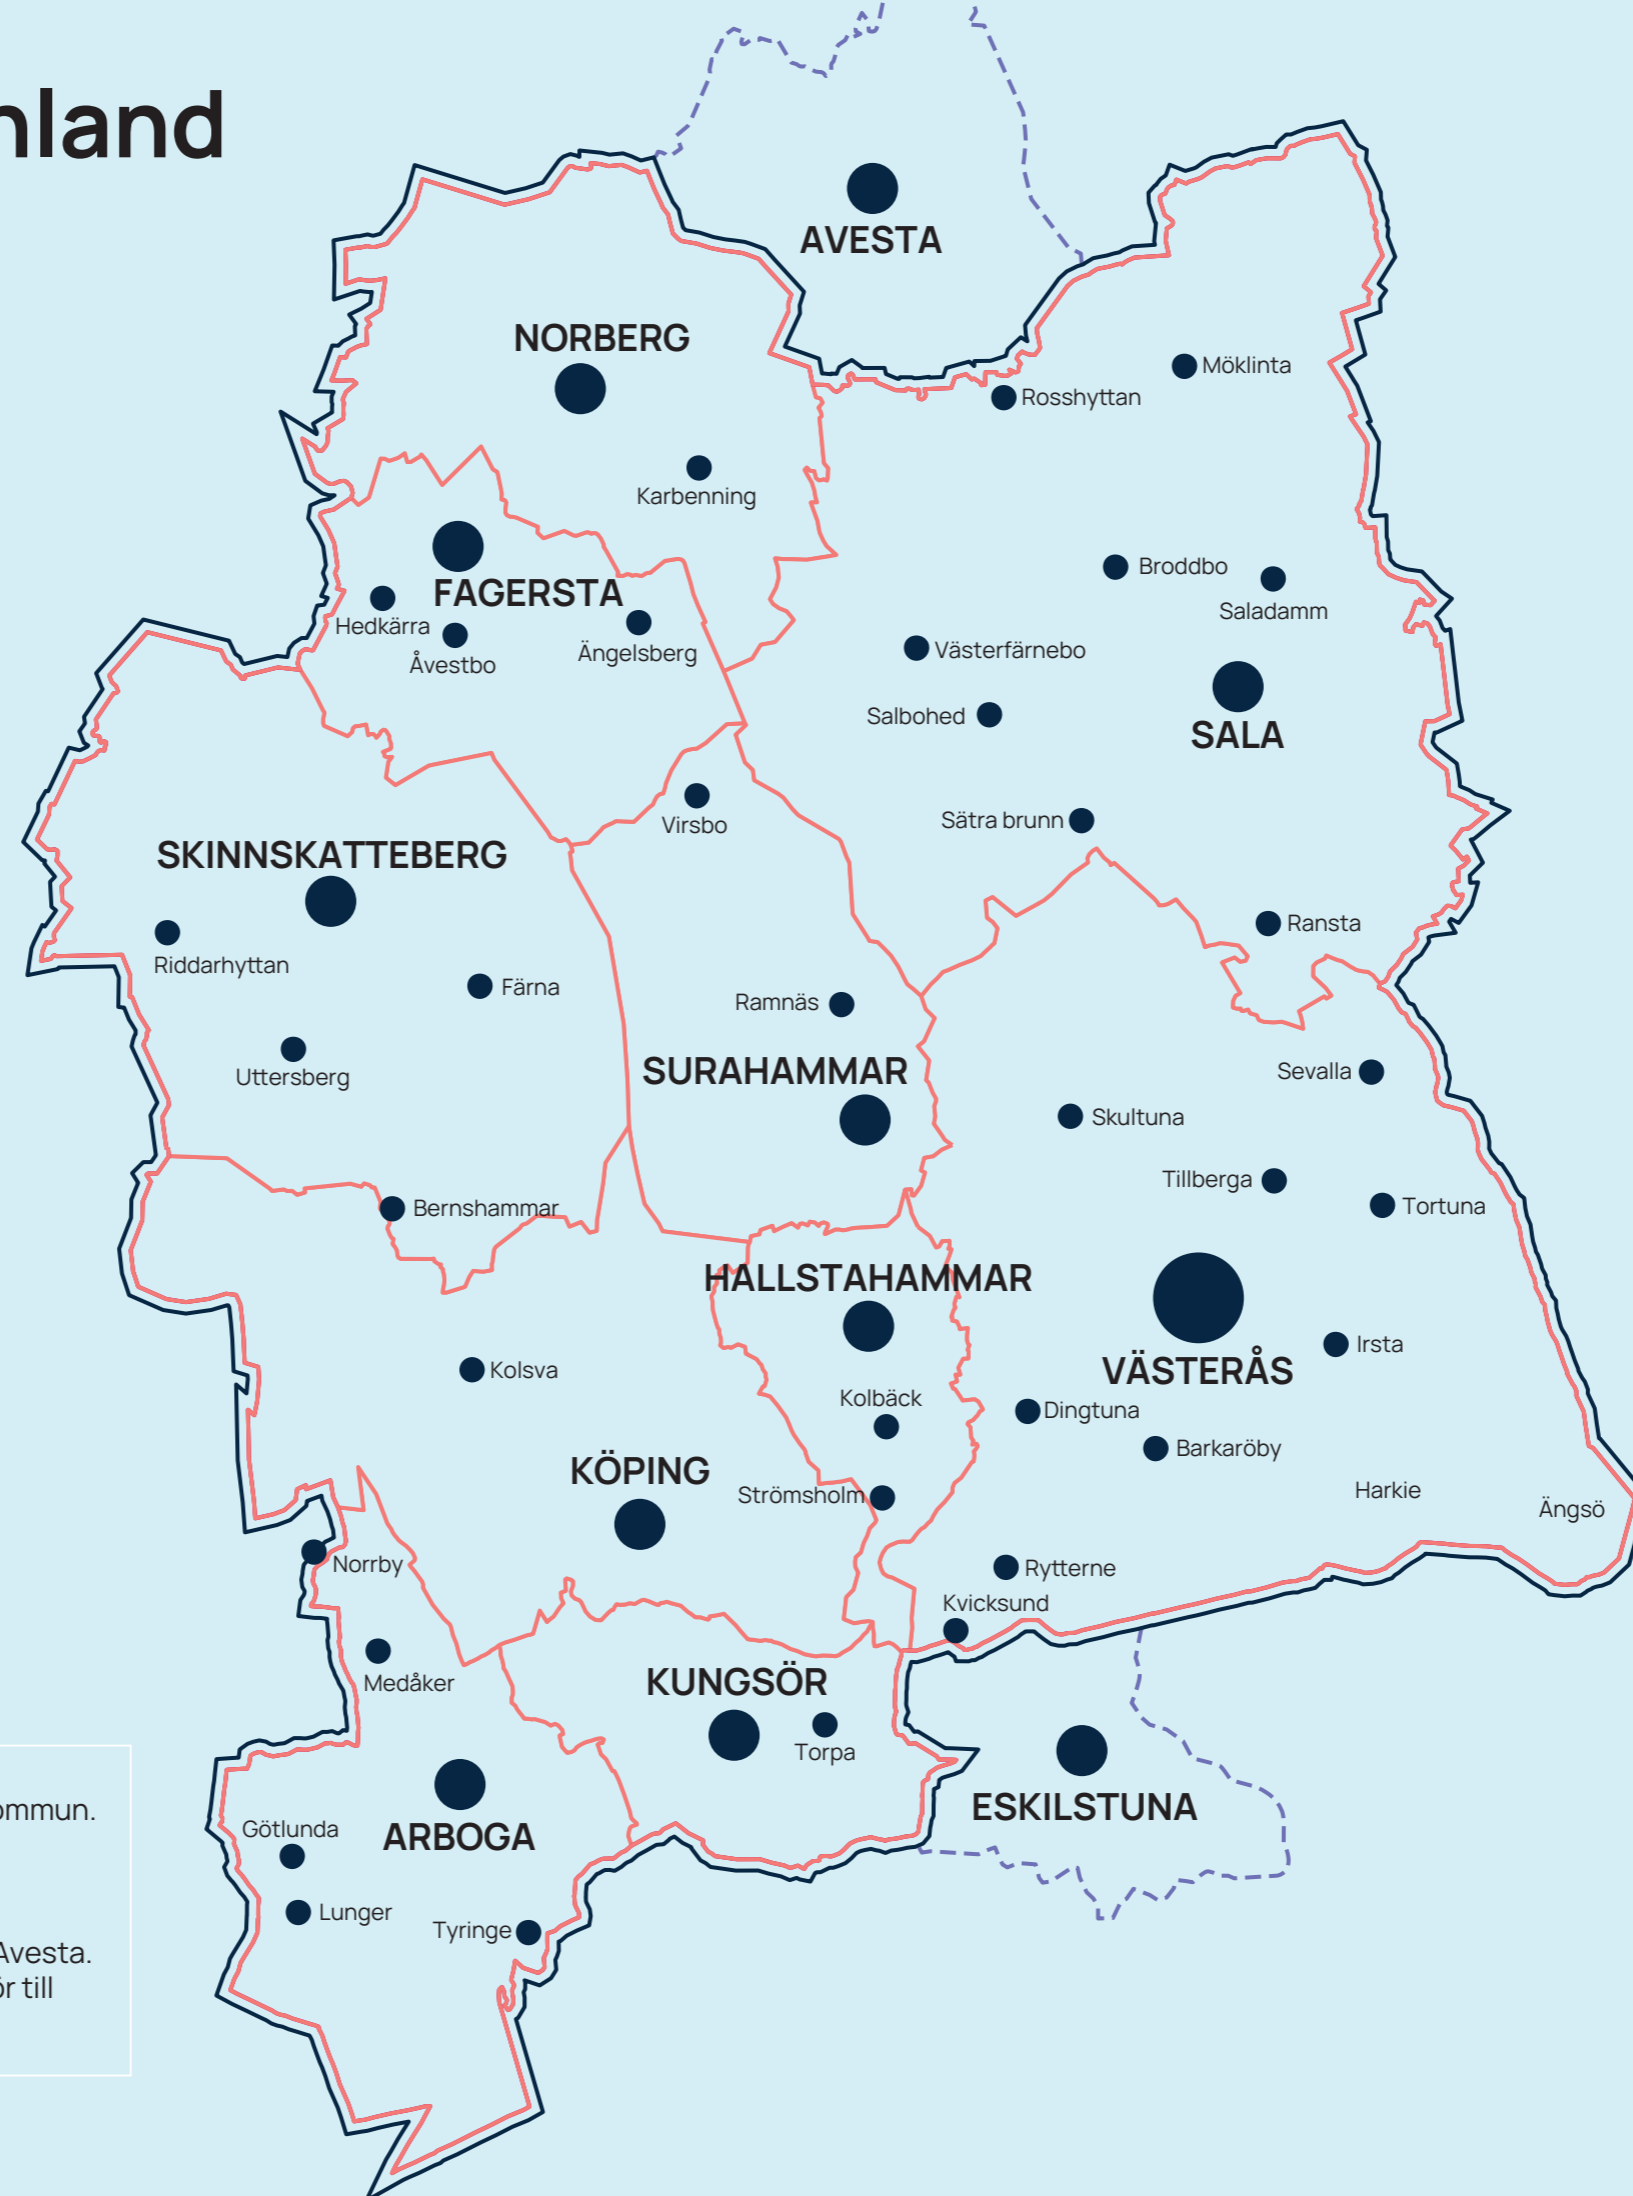 nland
AVESTA
NORBERG
Möklinta
Rosshyttan
Karbenning
Broddbo
Saladamm
FAGERSTA
Hedkärra
Åvestbo
Ängelsberg
Västerfärnebo
Salbohed
SALA
Virsbo
Sätra brunn
SKINNSKATTEBERG
Riddarhyttan
Ransta
Färna
Ramnäs
Uttersberg
SURAHAMMAR
Sevalla
Skultuna
Tillberga
Tortuna
Bernshammar
HALLSTAHAMMAR
VÄSTERÅS
Irsta
Kolsva
Kolbäck
Dingtuna
Barkaröby
KÖPING
Strömsholm
Harkie
Ängsö
Norrby
Rytterne
Kvicksund
Medåker
KUNGSÖR
Torpa
ESKILSTUNA
ommun.
Götlunda
ARBOGA
Lunger
Tyringe
Avesta.
ör till